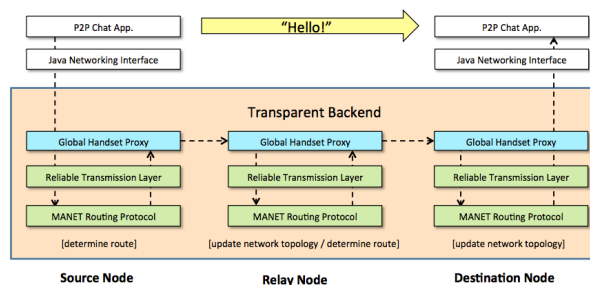 P2P Chat App.
“Hello!”
P2P Chat App.
Java Networking Interface
Java Networking Interface
Transparent Backend
Global Handset Proxy
Global Handset Proxy
Global Handset Proxy
Reliable Transmission Layer
Reliable Transmission Layer
Reliable Transmission Layer
MANET Routing Protocol
MANET Routing Protocol
MANET Routing Protocol
[determine route]
[update network topology / determine route]
[update network topology]
Source Node
Relay Node
Destination Node